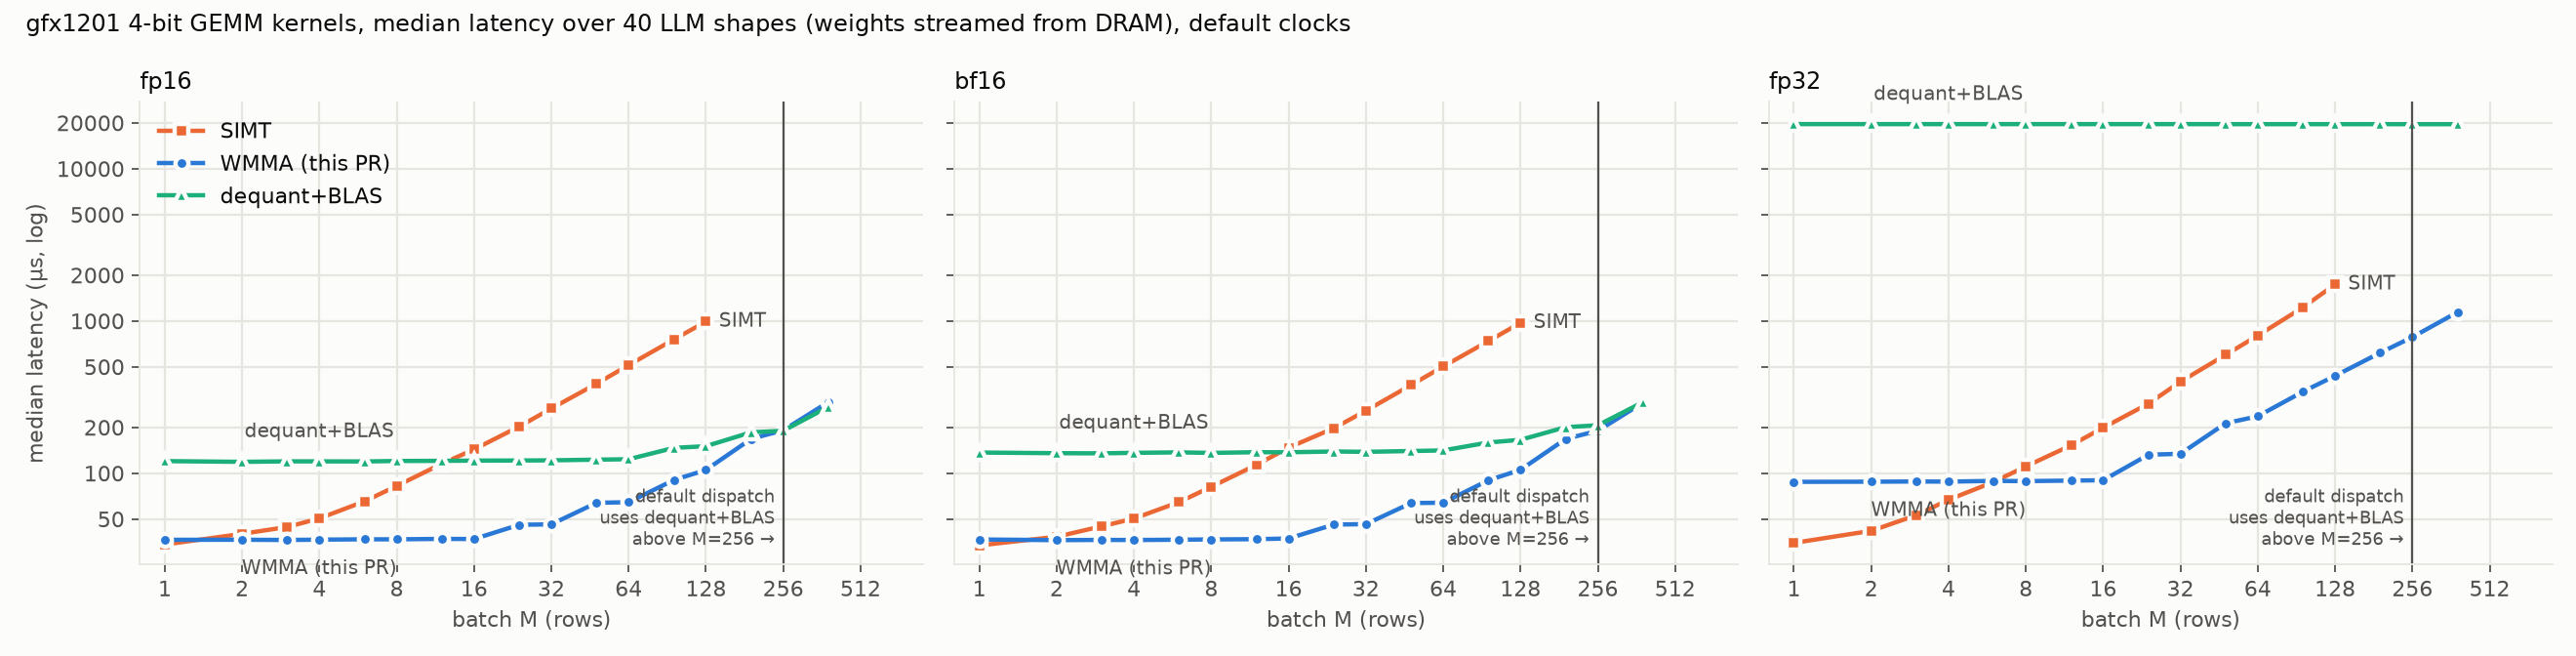 gfx1201 4-bit GEMM kernels, median latency over 40 LLM shapes (weights streamed from DRAM), default clocks
fp16
SIMT
WMMA (this PR)
dequant+BLAS
median latency (µs, log)
20000
10000
5000
2000
1000
500
200
100
50
SIMT
dequant+BLAS
default dispatch
uses dequant+BLAS
above M=256 →
WMMA (this PR)
1 2 4 8 16 32 64 128 256 512
batch M (rows)
bf16
SIMT
dequant+BLAS
default dispatch
uses dequant+BLAS
above M=256 →
WMMA (this PR)
1 2 4 8 16 32 64 128 256 512
batch M (rows)
fp32
dequant+BLAS
SIMT
WMMA (this PR)
default dispatch
uses dequant+BLAS
above M=256 →
1 2 4 8 16 32 64 128 256 512
batch M (rows)